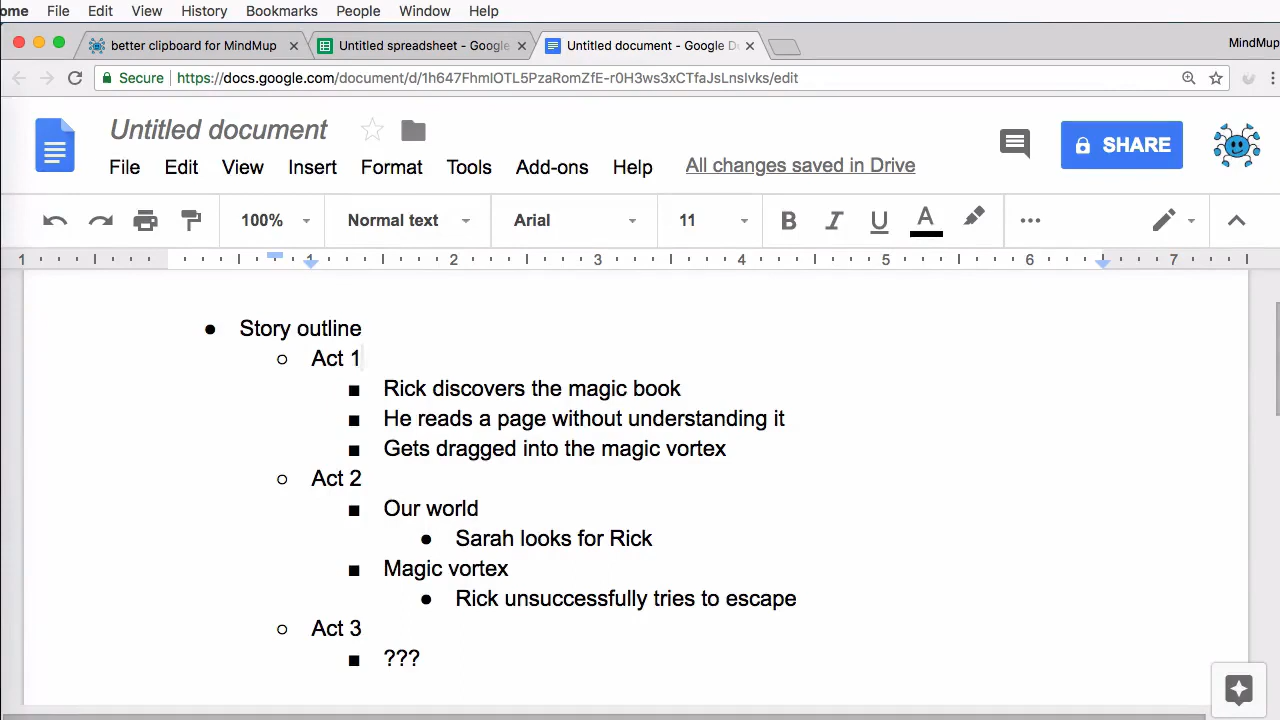 ome File Edit View History Bookmarks People Window Help
better clipboard for MindMup Untitled spreadsheet - Google Untitled document - Google D MindMup
Secure https://docs.google.com/document/d/1h647FhmIOTL5PzaRomZfE-r0H3ws3xCTfaJsLnsIvks/edit
Untitled document
SHARE
File Edit View Insert Format Tools Add-ons Help All changes saved in Drive
100% Normal text Arial 11 B I U A
1 1 2 3 4 5 6 7
● Story outline
○ Act 1
■ Rick discovers the magic book
■ He reads a page without understanding it
■ Gets dragged into the magic vortex
○ Act 2
■ Our world
● Sarah looks for Rick
■ Magic vortex
● Rick unsuccessfully tries to escape
○ Act 3
■ ???